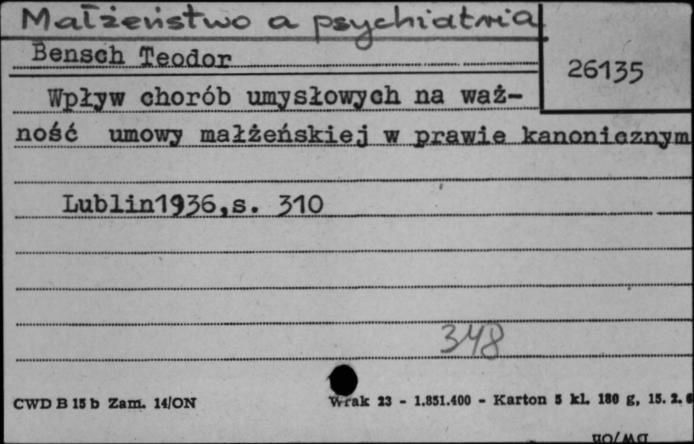 Małżeństwo a psychiatria
Bensch Teodor
26135
Wpływ chorób umysłowych na waż-
ność umowy małżeńskiej w prawie kanonicznym
Lublin1936,s. 310
348
CWD B 15 b Zam. 14/ON
Wrak 23 - 1.851.400 - Karton 5 kl. 180 g, 15. 2. 6